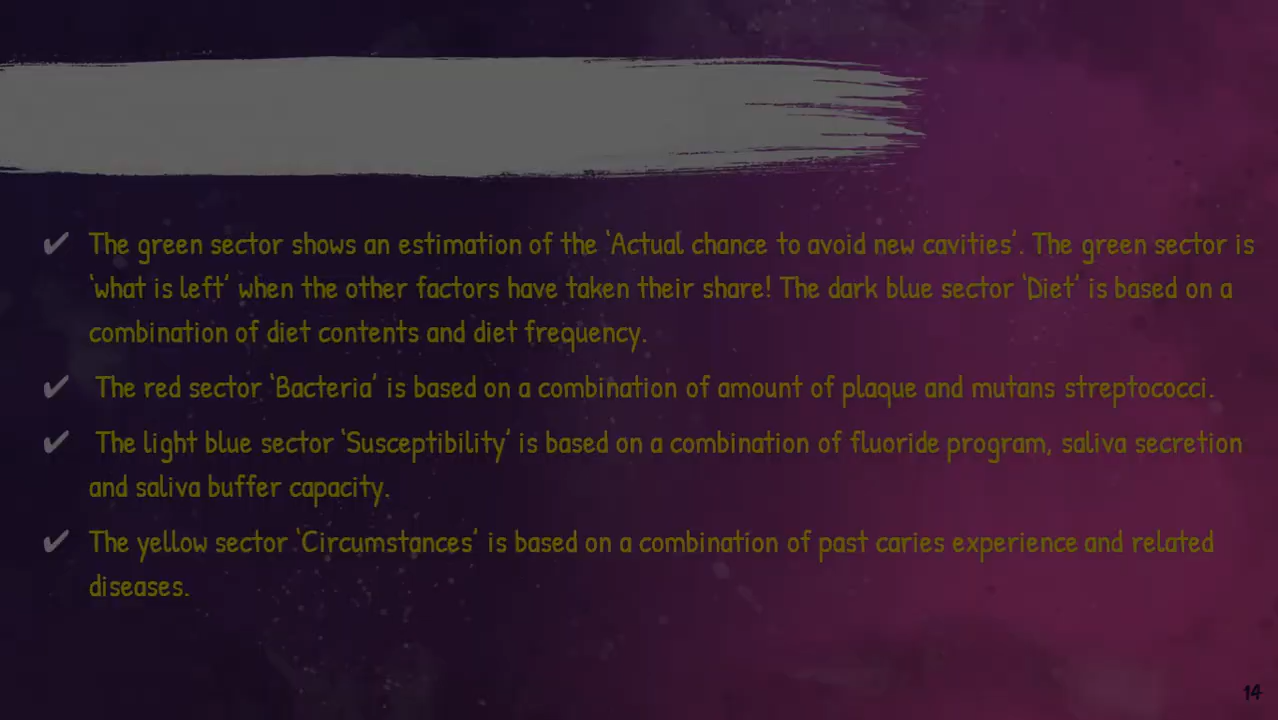 ✔ The green sector shows an estimation of the ‘Actual chance to avoid new cavities’. The green sector is
‘what is left’ when the other factors have taken their share! The dark blue sector ‘Diet’ is based on a
combination of diet contents and diet frequency.
✔ The red sector ‘Bacteria’ is based on a combination of amount of plaque and mutans streptococci.
✔ The light blue sector ‘Susceptibility’ is based on a combination of fluoride program, saliva secretion
and saliva buffer capacity.
✔ The yellow sector ‘Circumstances’ is based on a combination of past caries experience and related
diseases.
14